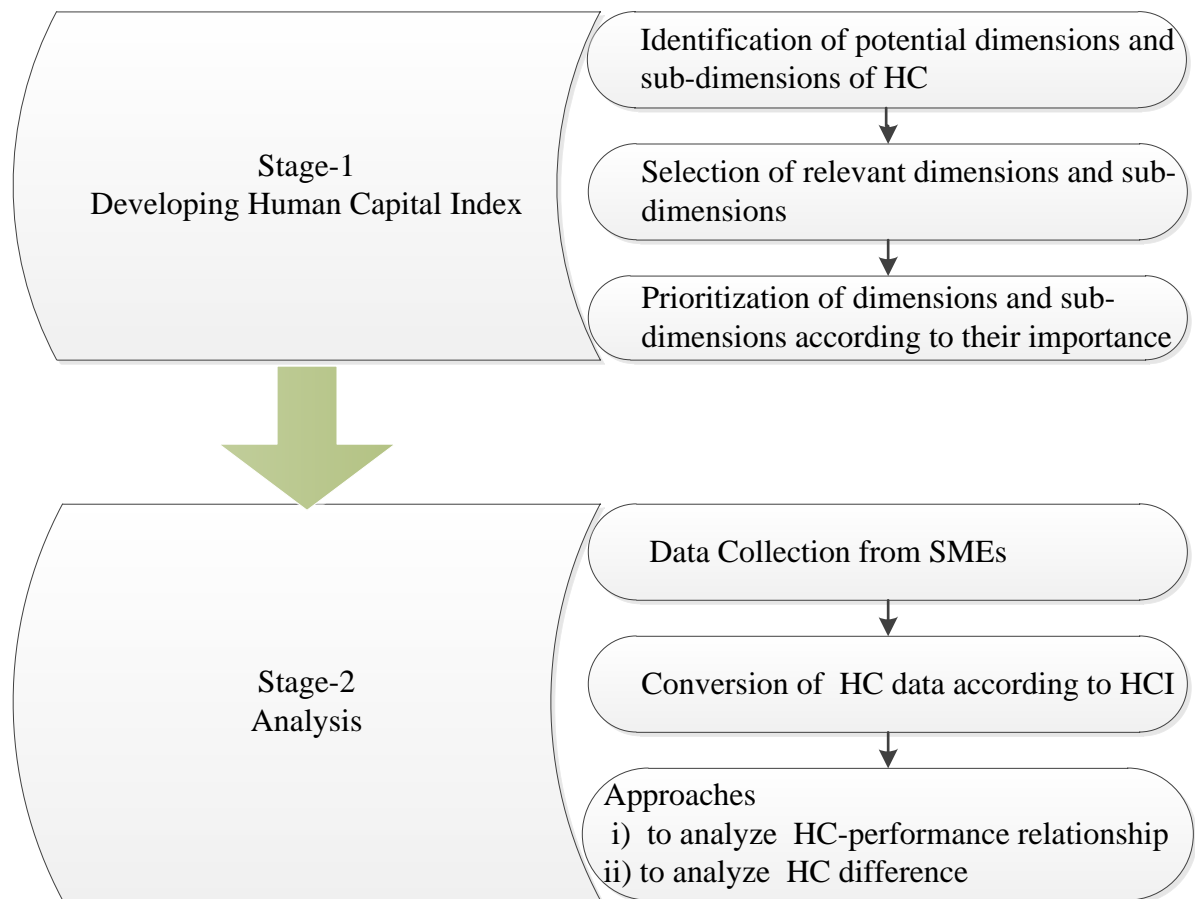 Stage-1
Developing Human Capital Index
Identification of potential dimensions and
sub-dimensions of HC
Selection of relevant dimensions and sub-
dimensions
Prioritization of dimensions and sub-
dimensions according to their importance
Stage-2
Analysis
Data Collection from SMEs
Conversion of HC data according to HCI
Approaches
i) to analyze HC-performance relationship
ii) to analyze HC difference